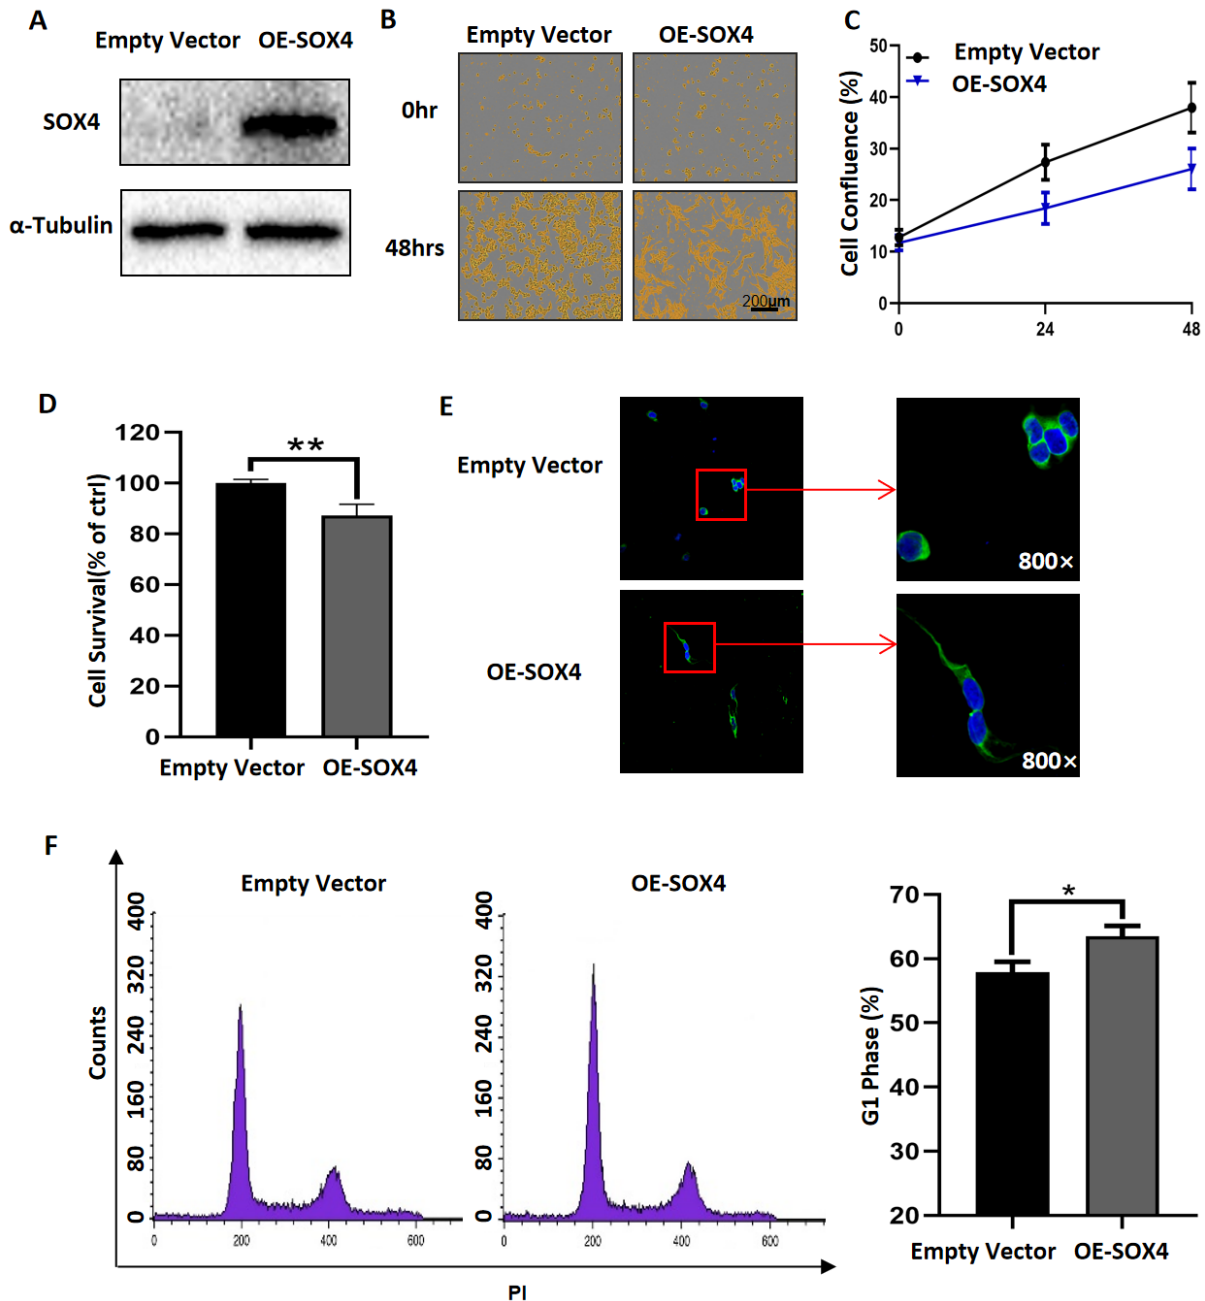 A
Empty Vector OE-SOX4
SOX4
α-Tubulin
B
Empty Vector OE-SOX4
0hr
48hrs
200μm
C
Empty Vector
OE-SOX4
Cell Confluence (%)
50
40
30
20
10
0
0 24 48
D
Cell Survival(% of ctrl)
120
100
80
60
40
20
0
**
Empty Vector OE-SOX4
E
Empty Vector
800×
OE-SOX4
800×
F
Counts
Empty Vector
400
320
240
160
80
0
0 200 400 600
OE-SOX4
400
320
240
160
80
0
0 200 400 600
PI
G1 Phase (%)
70
60
50
40
30
20
*
Empty Vector OE-SOX4